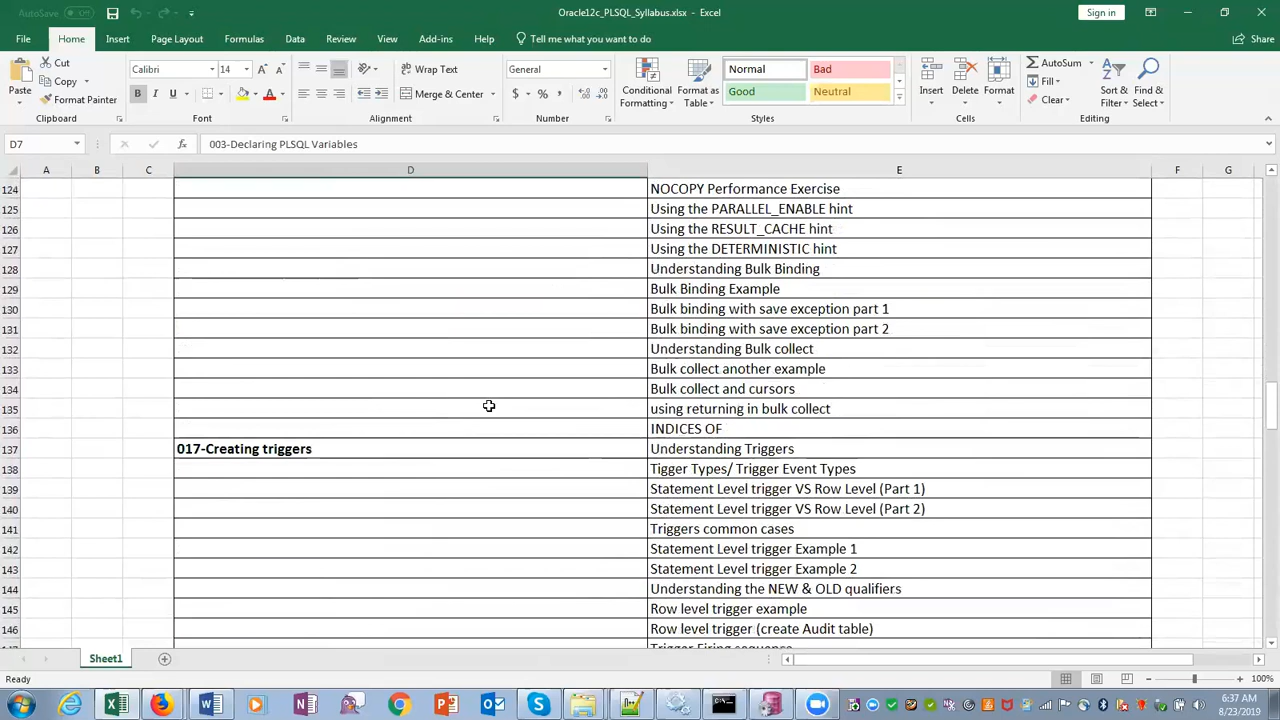 AutoSave Off
Oracle12c_PLSQL_Syllabus.xlsx - Excel
Sign in
File Home Insert Page Layout Formulas Data Review View Add-ins Help Tell me what you want to do Share
Paste Cut Copy Format Painter
Calibri 14
B I U
Wrap Text
Merge & Center
General
$ % ,
Conditional Formatting
Format as Table
Normal Bad
Good Neutral
Insert Delete Format
AutoSum
Fill
Clear
Sort & Filter
Find & Select
Clipboard Font Alignment Number Styles Cells Editing
D7 fx 003-Declaring PLSQL Variables
A B C D E F G
124 NOCOPY Performance Exercise
125 Using the PARALLEL_ENABLE hint
126 Using the RESULT_CACHE hint
127 Using the DETERMINISTIC hint
128 Understanding Bulk Binding
129 Bulk Binding Example
130 Bulk binding with save exception part 1
131 Bulk binding with save exception part 2
132 Understanding Bulk collect
133 Bulk collect another example
134 Bulk collect and cursors
135 using returning in bulk collect
136 INDICES OF
137 017-Creating triggers Understanding Triggers
138 Tigger Types/ Trigger Event Types
139 Statement Level trigger VS Row Level (Part 1)
140 Statement Level trigger VS Row Level (Part 2)
141 Triggers common cases
142 Statement Level trigger Example 1
143 Statement Level trigger Example 2
144 Understanding the NEW & OLD qualifiers
145 Row level trigger example
146 Row level trigger (create Audit table)
147 Trigger Firing sequence
Sheet1
Ready
100%
6:37 AM
8/23/2019